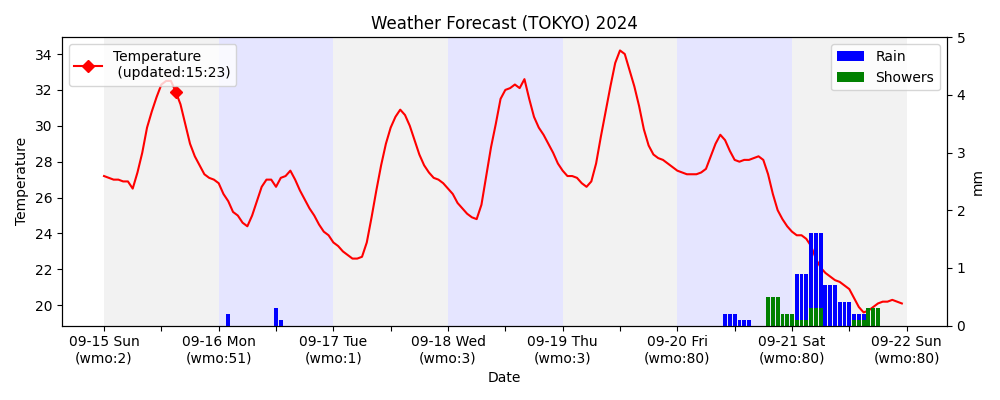 Weather Forecast (TOKYO) 2024
Temperature
(updated:15:23)
Rain
Showers
34
32
30
28
26
24
22
20
Temperature
5
4
3
2
1
0
mm
09-15 Sun
(wmo:2)
09-16 Mon
(wmo:51)
09-17 Tue
(wmo:1)
09-18 Wed
(wmo:3)
09-19 Thu
(wmo:3)
09-20 Fri
(wmo:80)
09-21 Sat
(wmo:80)
09-22 Sun
(wmo:80)
Date